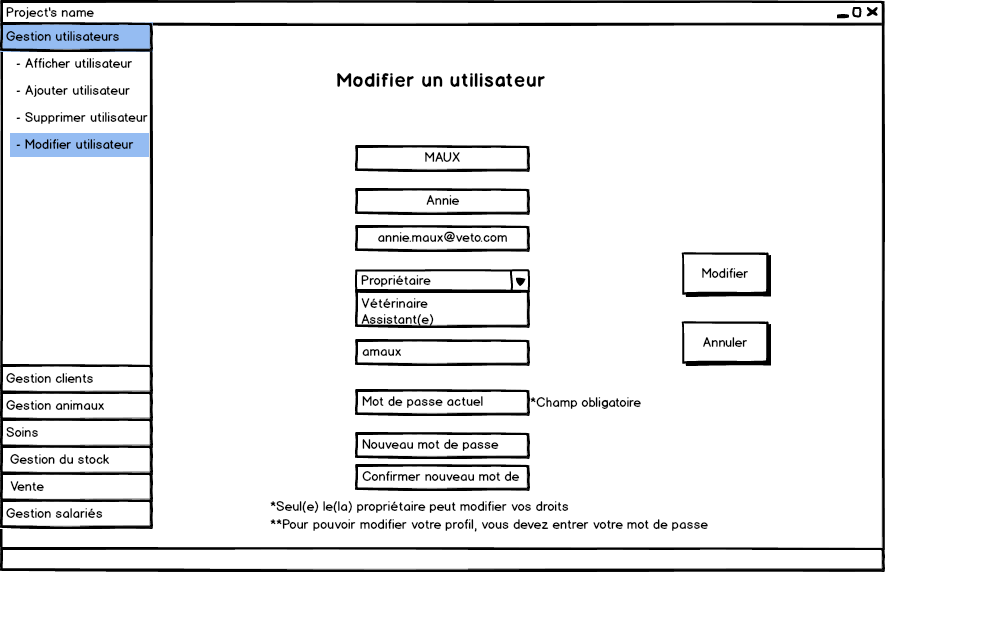 Project's name
Gestion utilisateurs
- Afficher utilisateur
- Ajouter utilisateur
- Supprimer utilisateur
- Modifier utilisateur
Gestion clients
Gestion animaux
Soins
Gestion du stock
Vente
Gestion salariés
Modifier un utilisateur
MAUX
Annie
annie.maux@veto.com
Propriétaire
Vétérinaire
Assistant(e)
amaux
Mot de passe actuel
*Champ obligatoire
Nouveau mot de passe
Confirmer nouveau mot de
*Seul(e) le(la) propriétaire peut modifier vos droits
**Pour pouvoir modifier votre profil, vous devez entrer votre mot de passe
Modifier
Annuler